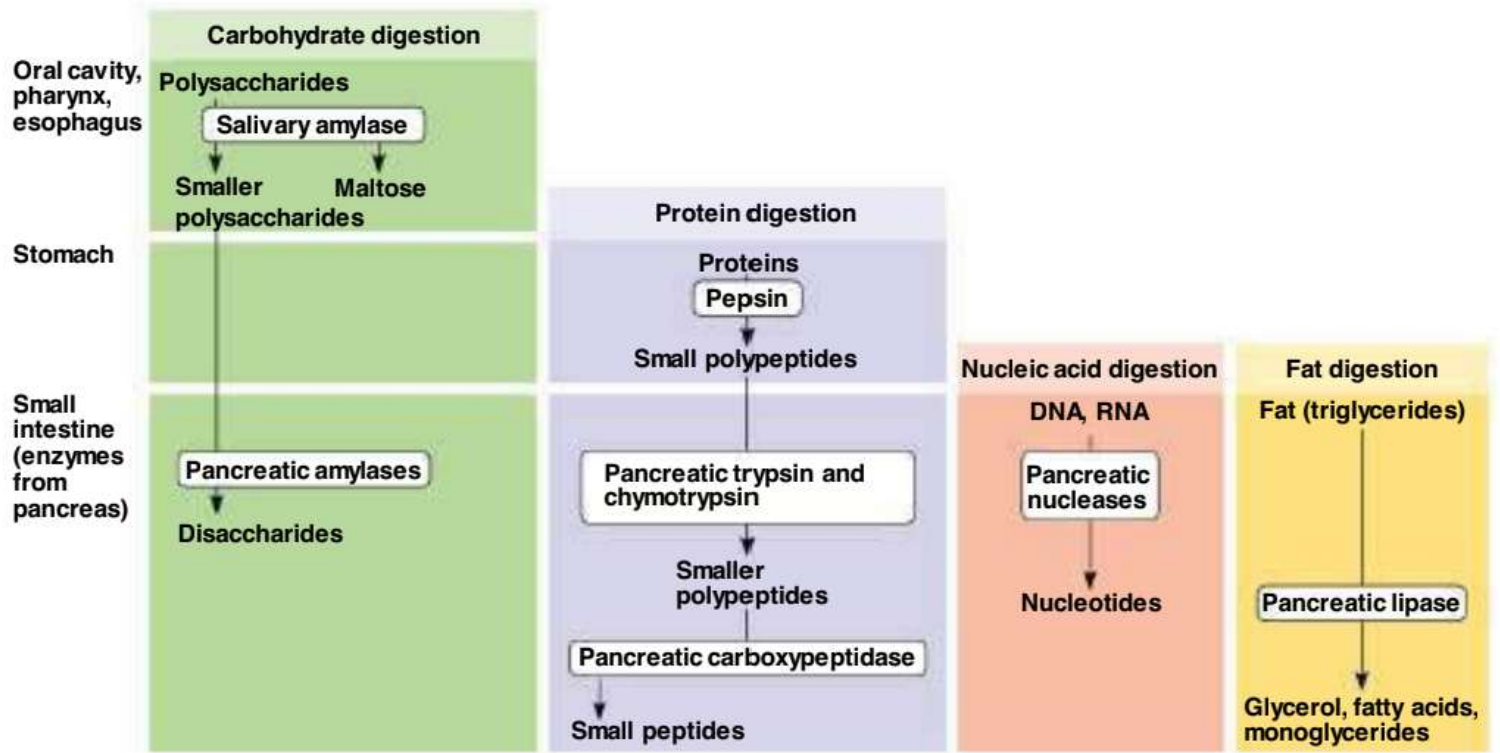 Carbohydrate digestion
Oral cavity,
pharynx,
esophagus
Polysaccharides
Salivary amylase
Smaller
polysaccharides
Maltose
Protein digestion
Stomach
Proteins
Pepsin
Small polypeptides
Nucleic acid digestion
Fat digestion
Small
intestine
(enzymes
from
pancreas)
Pancreatic amylases
Disaccharides
Pancreatic trypsin and
chymotrypsin
Smaller
polypeptides
Pancreatic carboxypeptidase
Small peptides
DNA, RNA
Pancreatic
nucleases
Nucleotides
Fat (triglycerides)
Pancreatic lipase
Glycerol, fatty acids,
monoglycerides